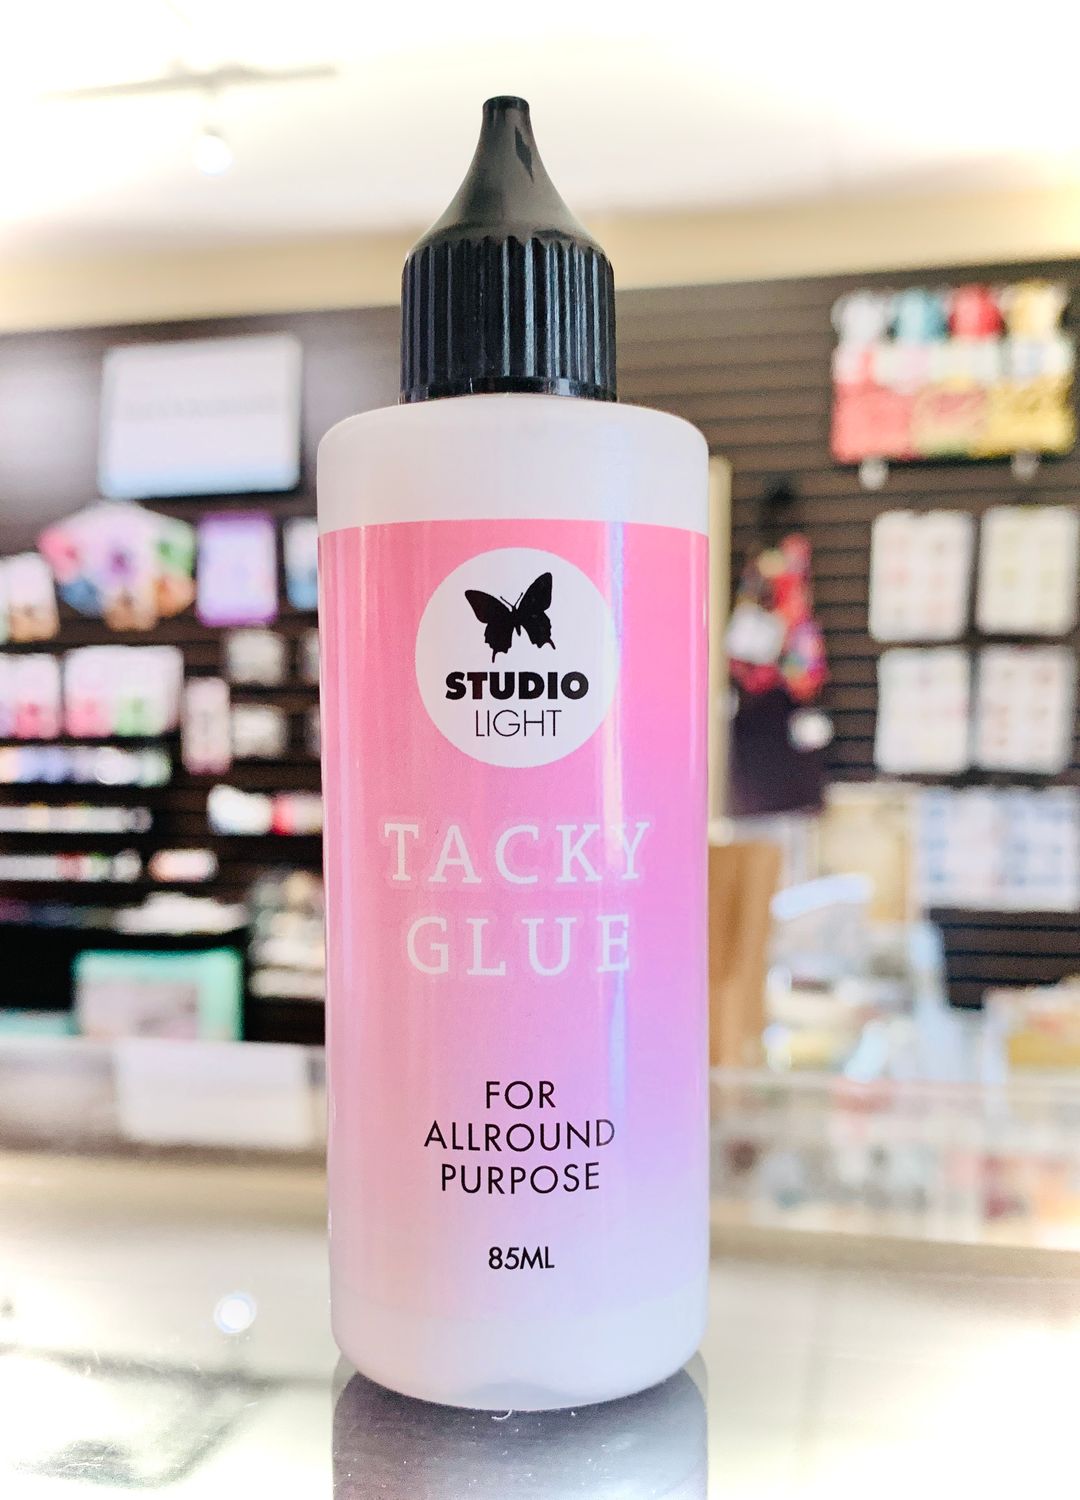 STUDIO
LIGHT
TACKY
GLUE
FOR
ALLROUND
PURPOSE
85ML